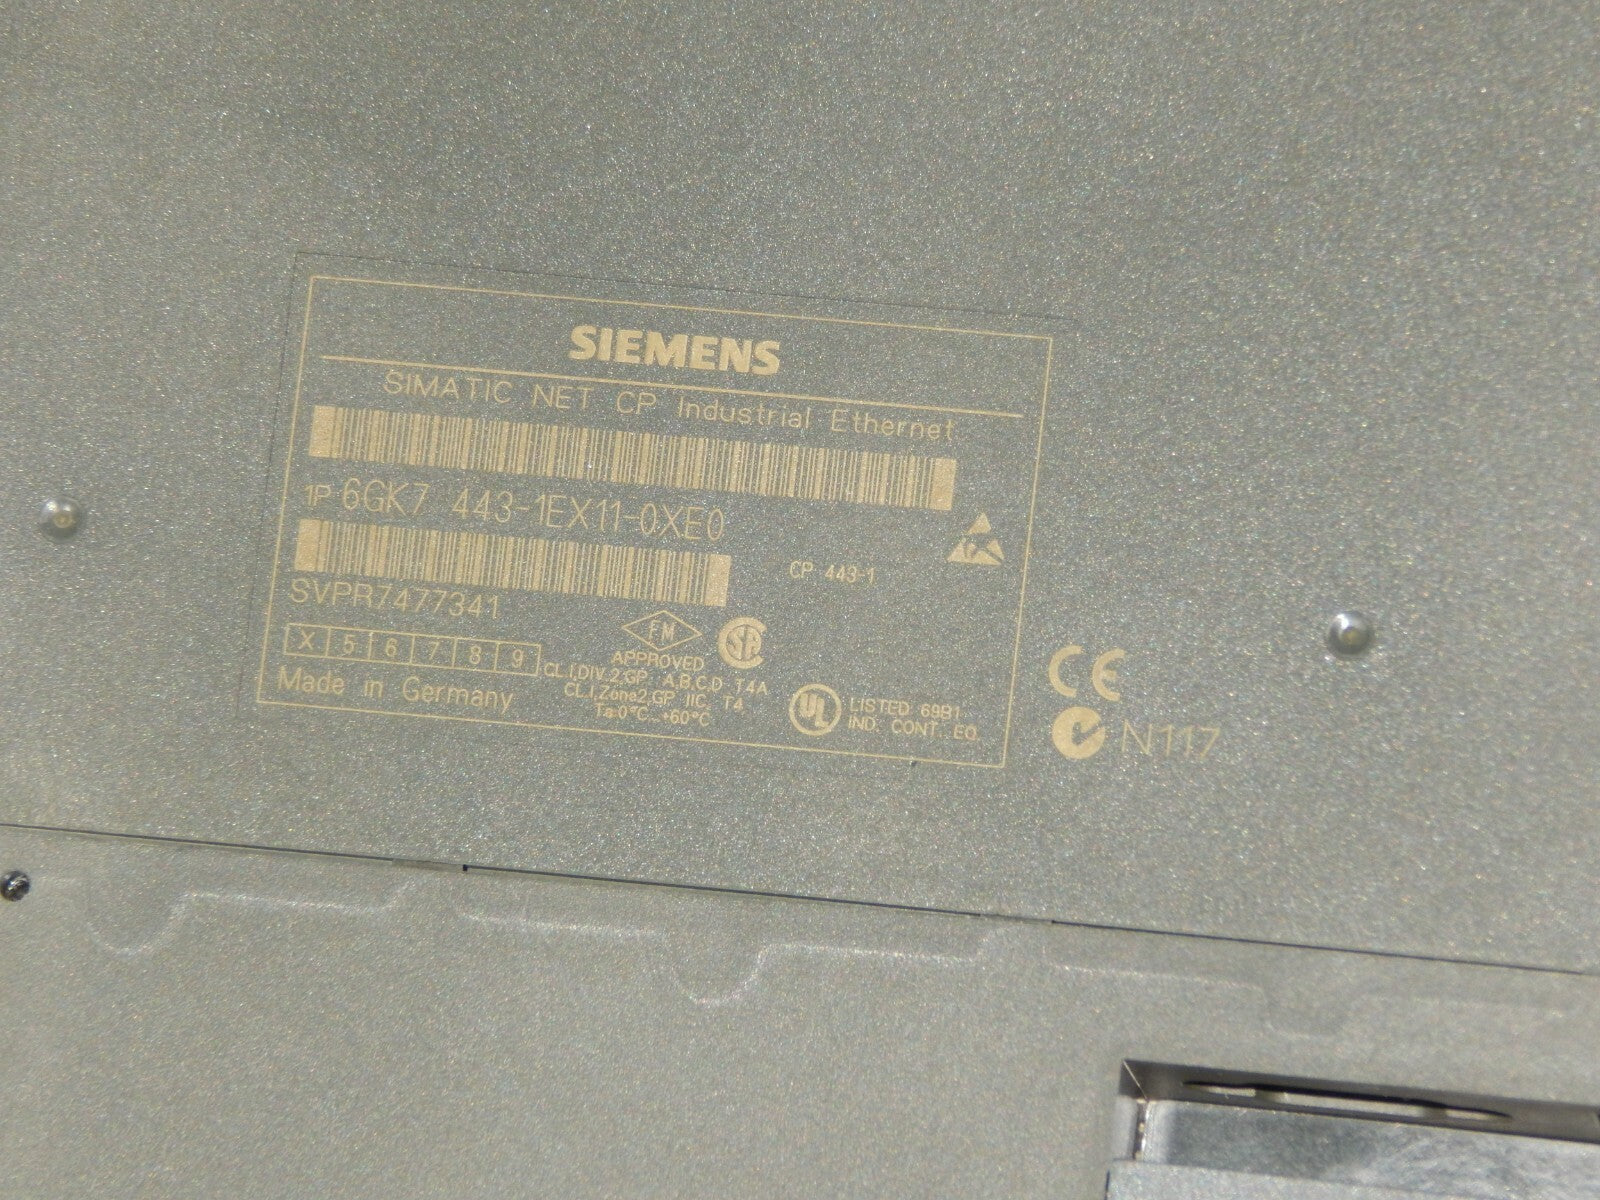 SIEMENS
SIMATIC NET CP Industrial Ethernet
1P 6GK7 443-1EX11-0XE0
CP 443-1
SVPR7477341
X 5 6 7 8 9
FM
APPROVED
SA
CL.I,DIV.2,GP. A,B,C,D T4A
CL.I,Zone2,GP. IIC, T4
Ta:0°C...+60°C
Made in Germany
UL
LISTED 69B1
IND. CONT. EQ.
CE
N117